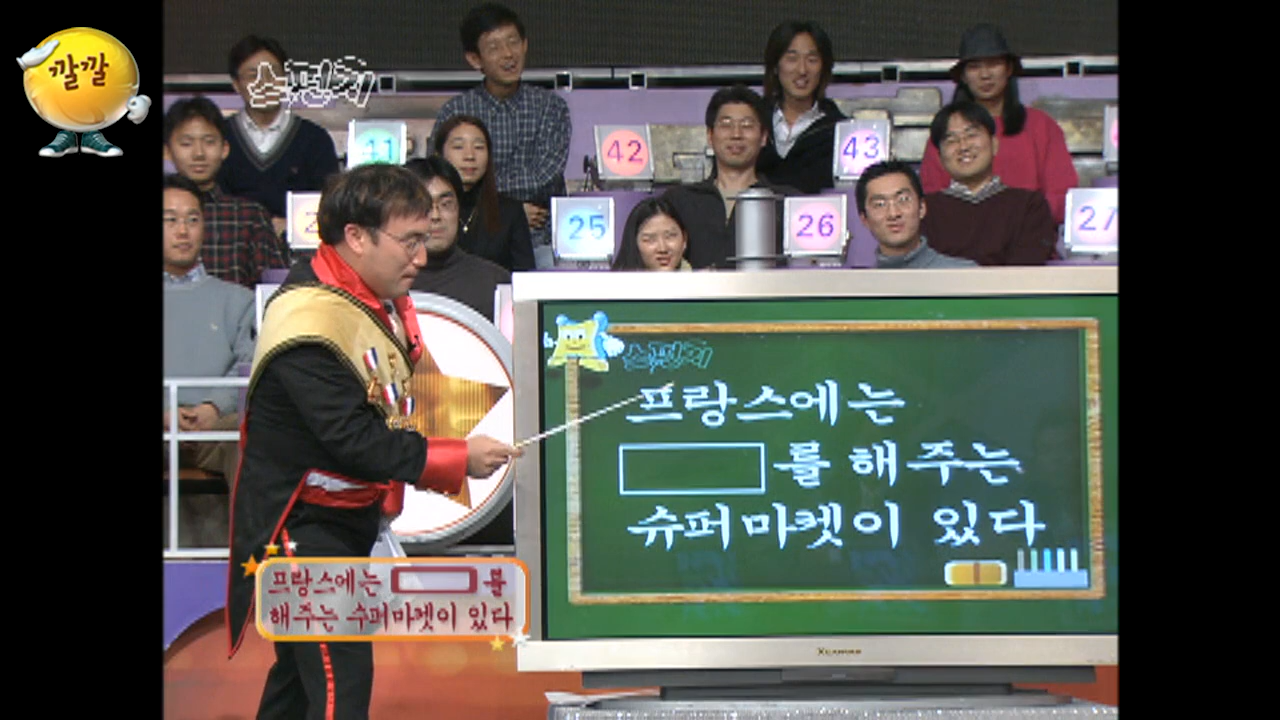 깔깔
스펀지
41
42
43
25
26
27
스펀지
프랑스에는
를 해주는
슈퍼마켓이 있다
프랑스에는 를
해주는 슈퍼마켓이 있다